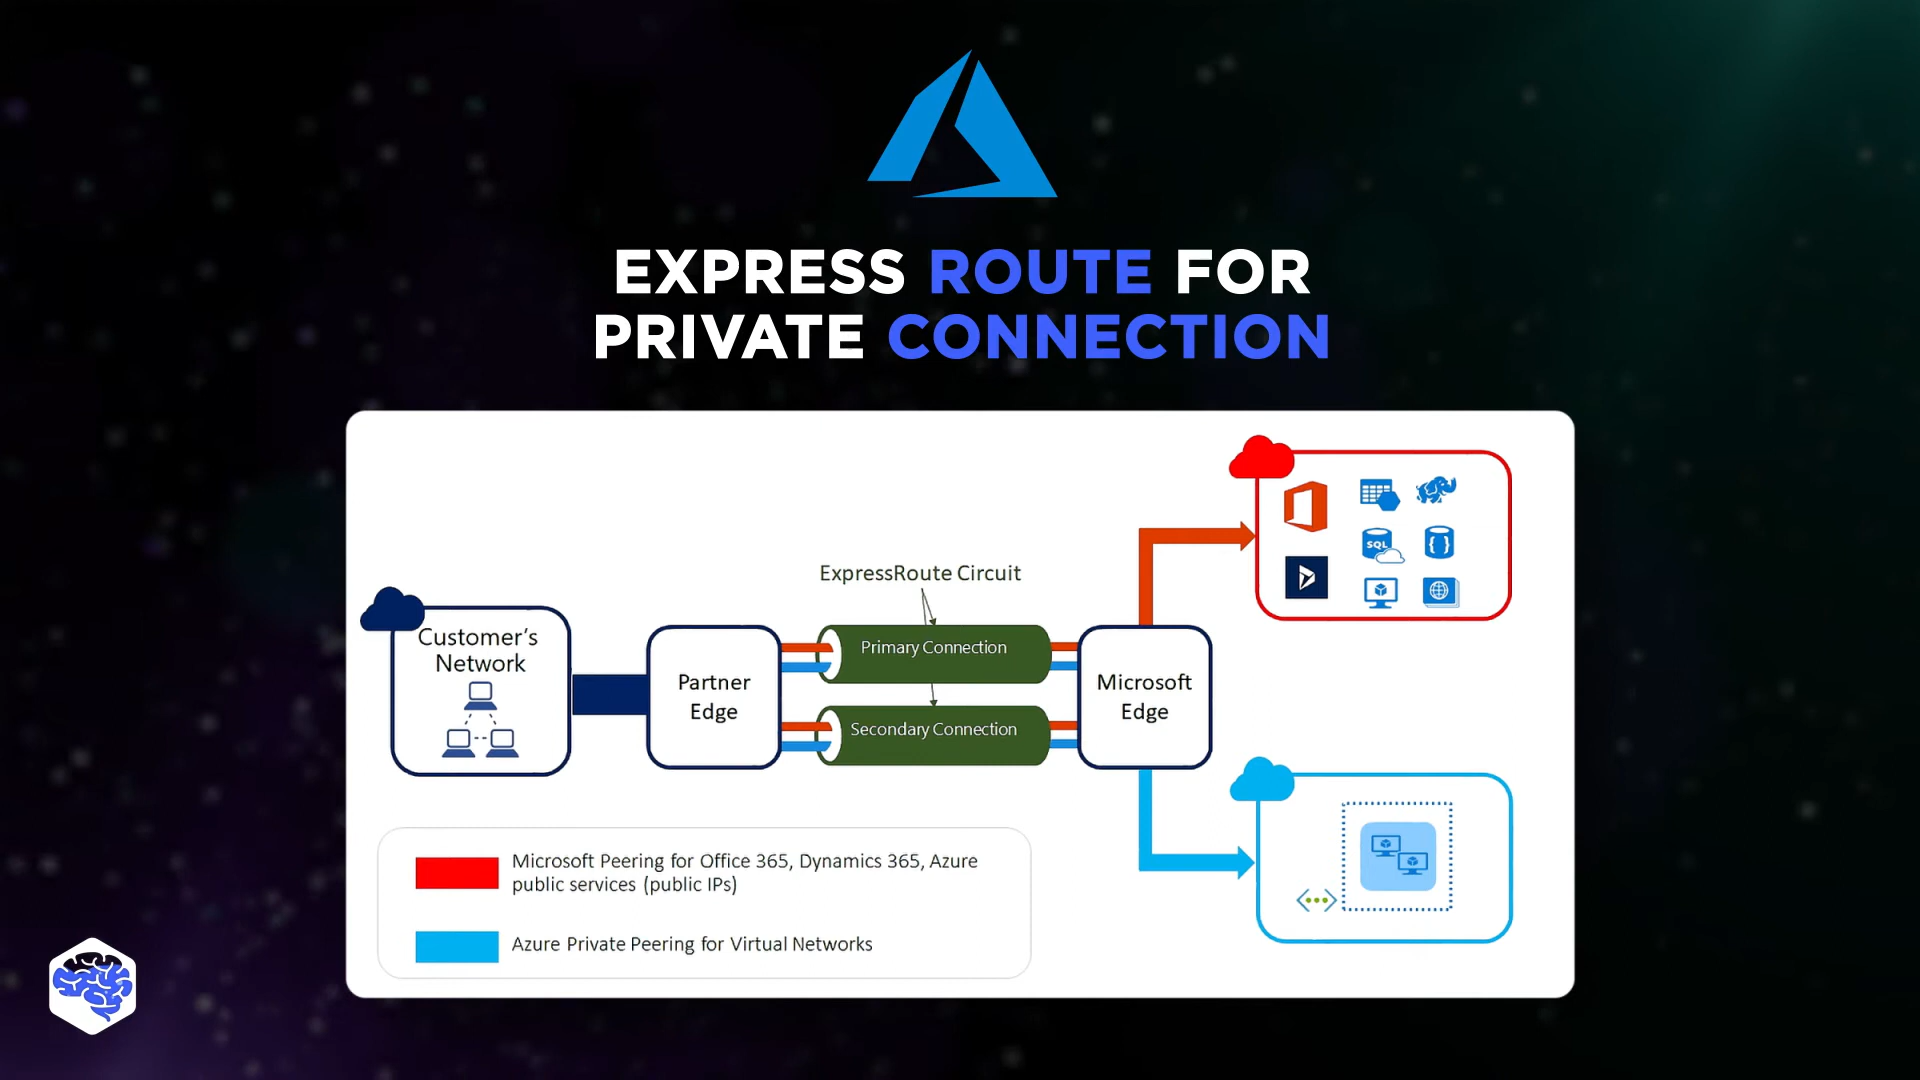 EXPRESS ROUTE FOR
PRIVATE CONNECTION
ExpressRoute Circuit
Customer's
Network
Partner
Edge
Primary Connection
Secondary Connection
Microsoft
Edge
SQL
Microsoft Peering for Office 365, Dynamics 365, Azure
public services (public IPs)
Azure Private Peering for Virtual Networks